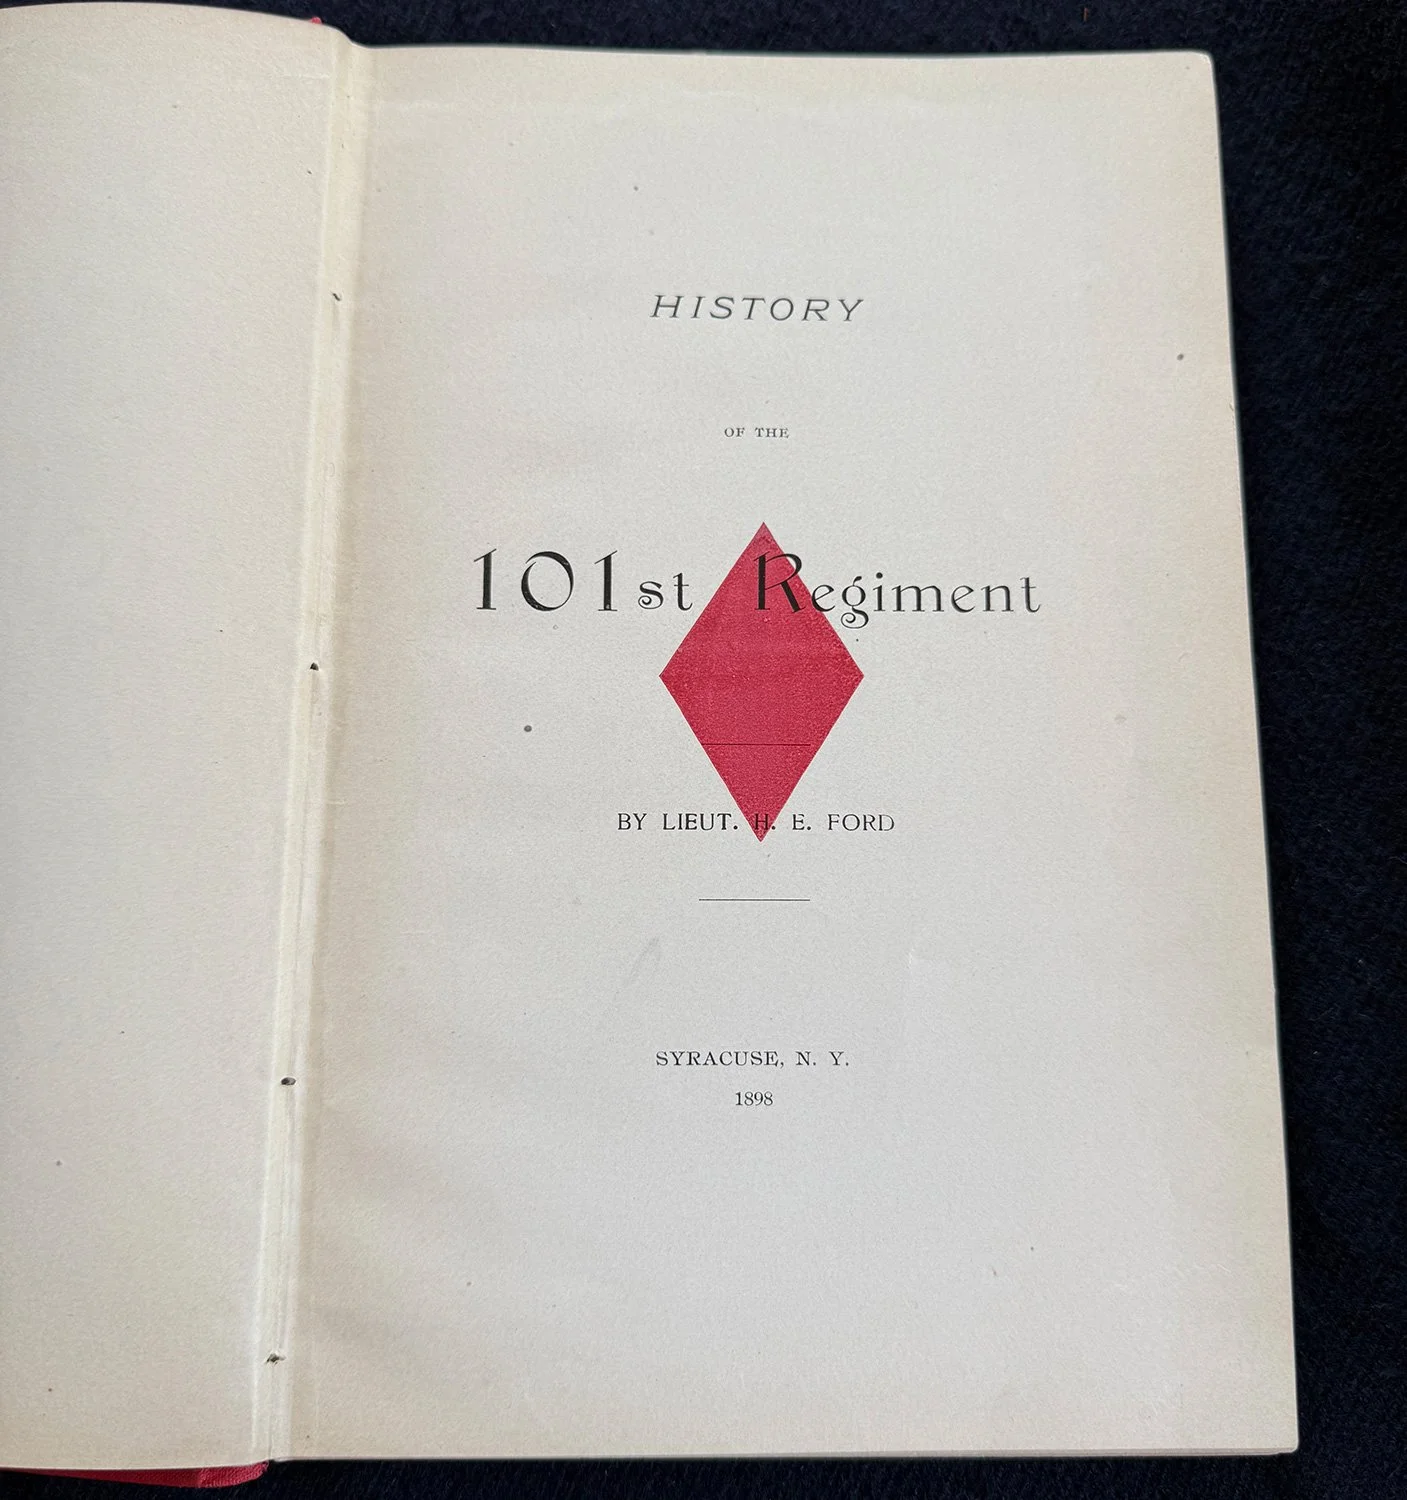 HISTORY
OF THE
101st Regiment
BY LIEUT. H. E. FORD
SYRACUSE, N. Y.
1898